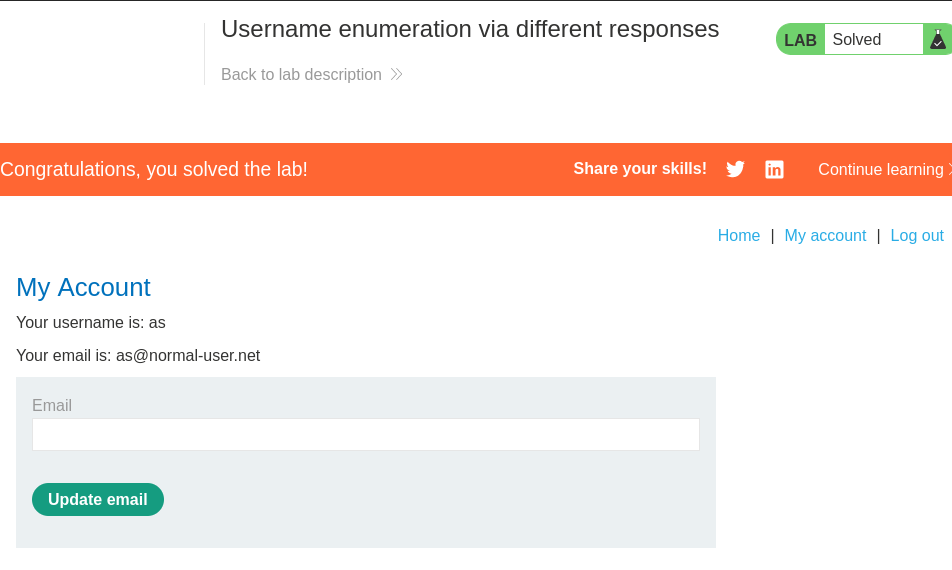 Username enumeration via different responses
LAB Solved
Back to lab description
Congratulations, you solved the lab!
Share your skills!
Continue learning
Home | My account | Log out
My Account
Your username is: as
Your email is: as@normal-user.net
Email
Update email